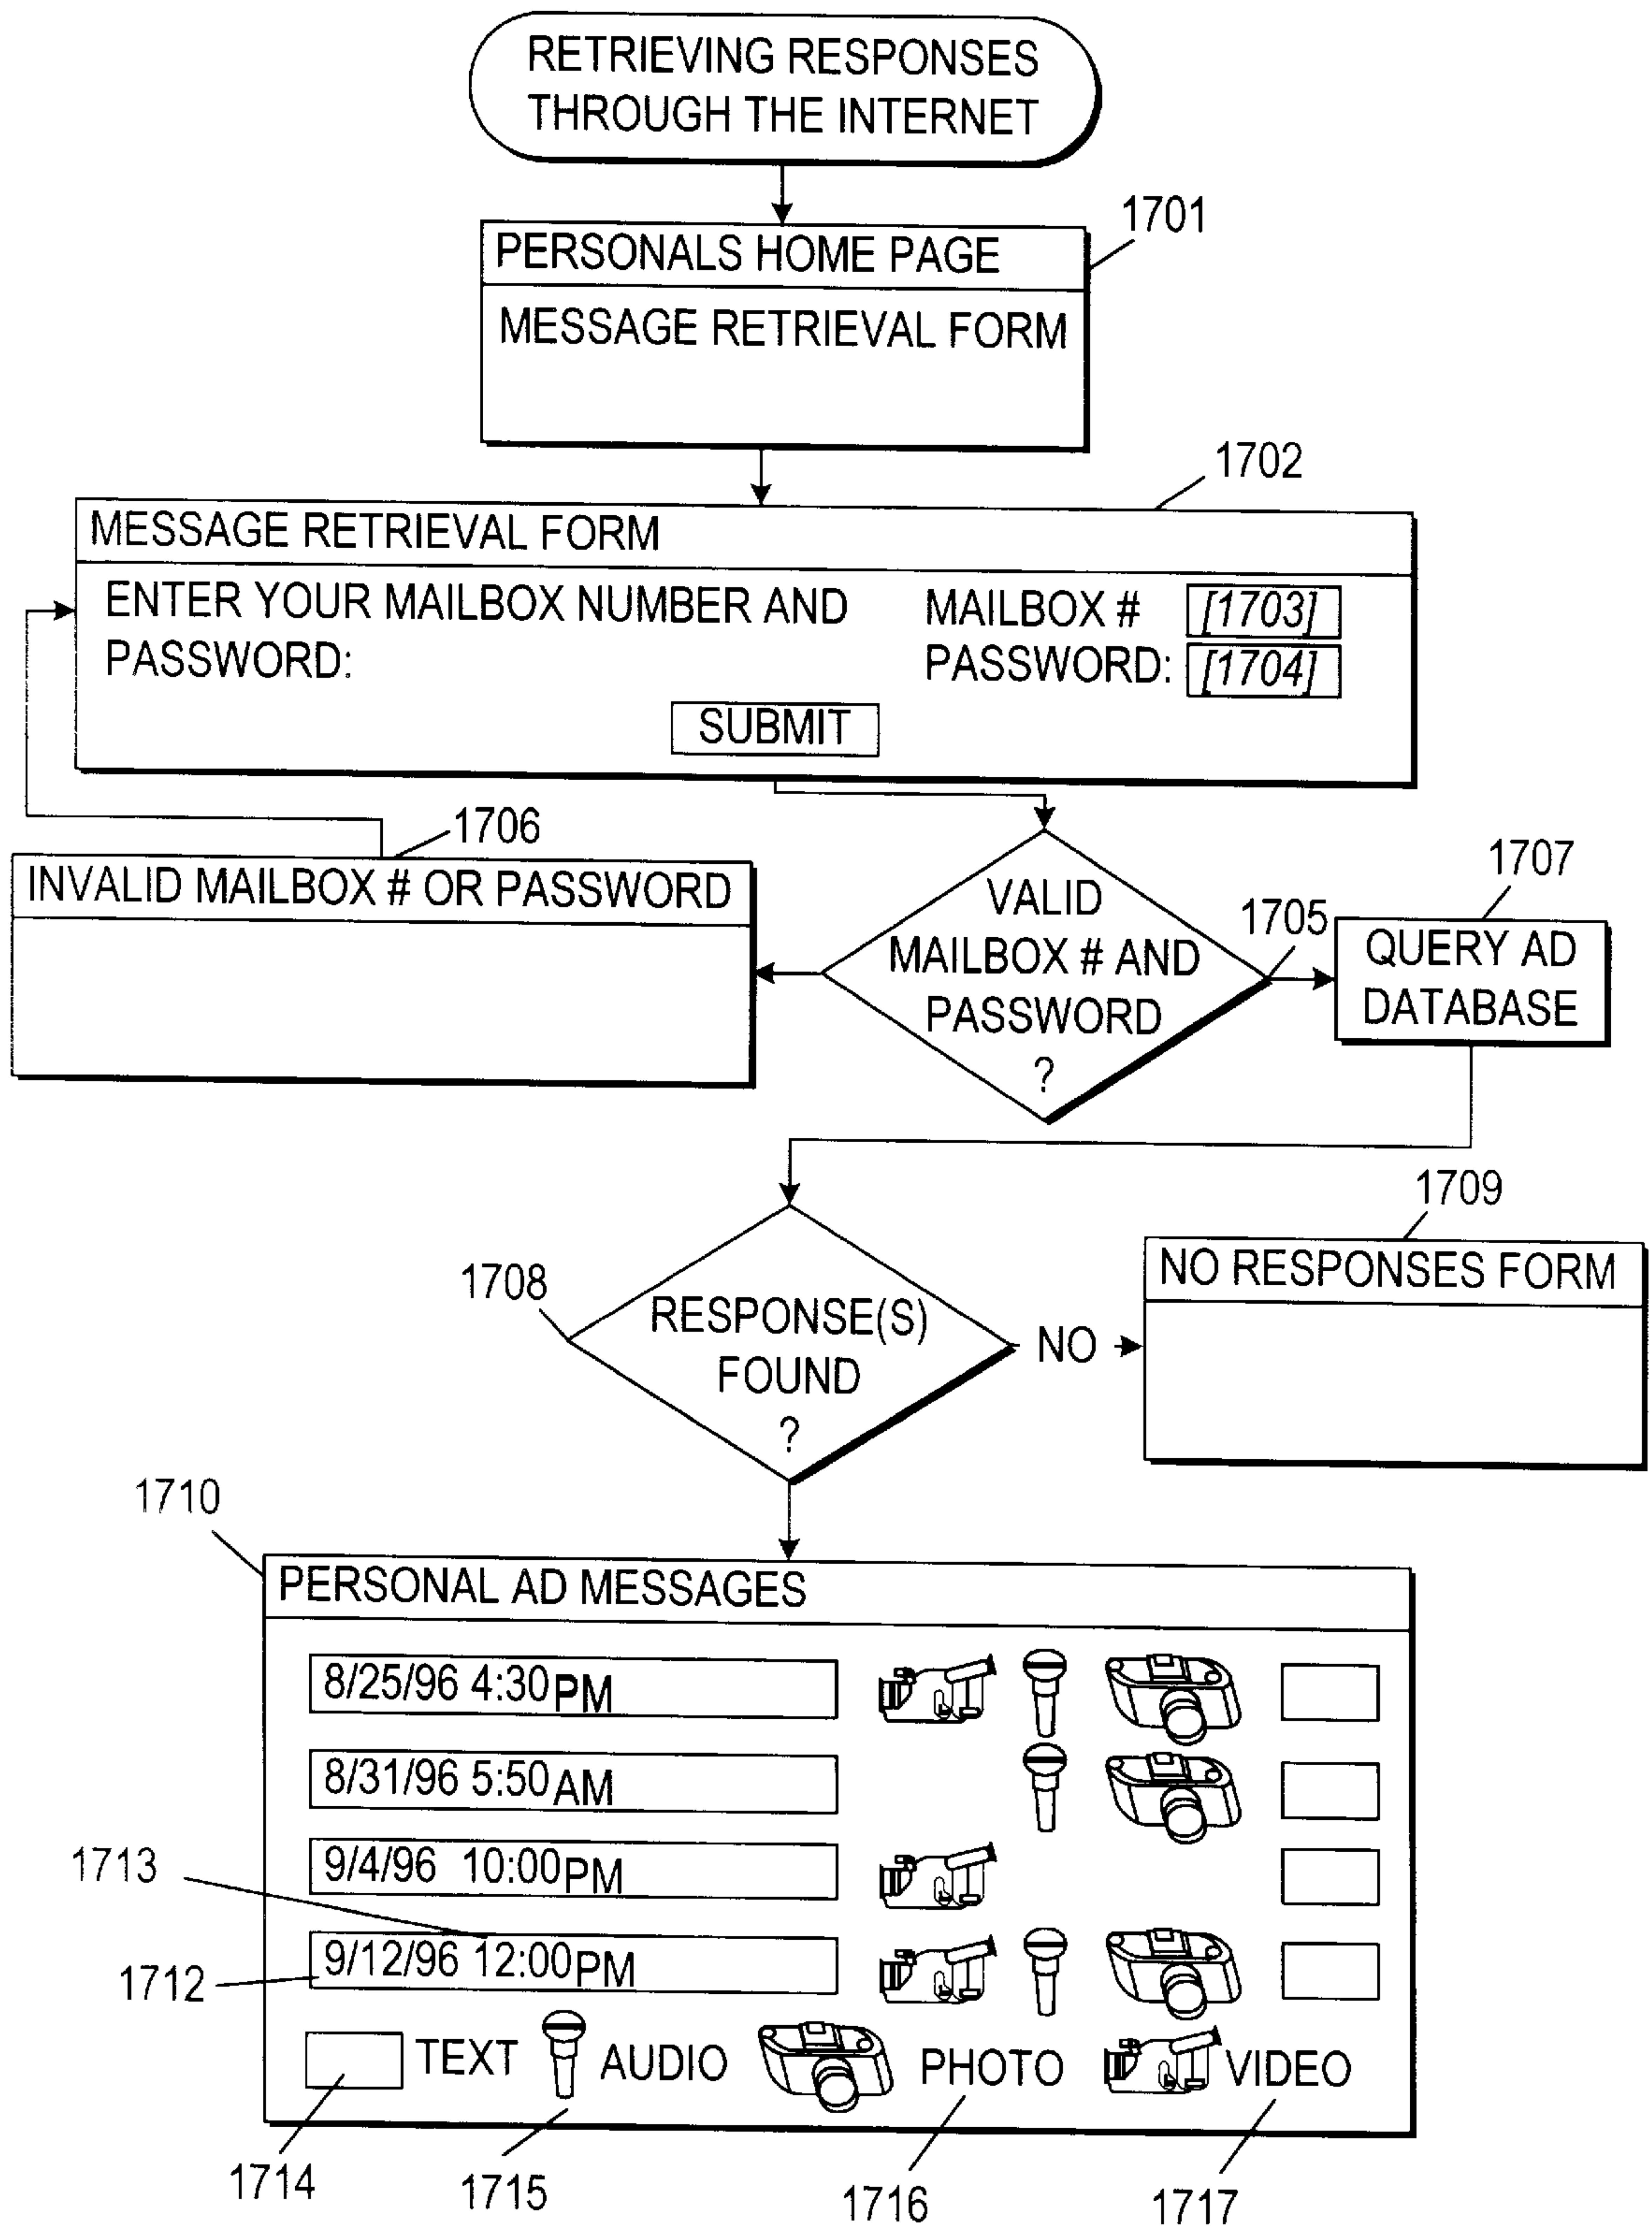 RETRIEVING RESPONSES
THROUGH THE INTERNET
1701
PERSONALS HOME PAGE
MESSAGE RETRIEVAL FORM
1702
MESSAGE RETRIEVAL FORM
ENTER YOUR MAILBOX NUMBER AND
PASSWORD:
MAILBOX # [1703]
PASSWORD: [1704]
SUBMIT
1706
INVALID MAILBOX # OR PASSWORD
VALID
MAILBOX # AND
PASSWORD
?
1705
1707
QUERY AD
DATABASE
1708
RESPONSE(S)
FOUND
?
NO
1709
NO RESPONSES FORM
1710
PERSONAL AD MESSAGES
8/25/96 4:30PM
8/31/96 5:50AM
9/4/96 10:00PM
1713
9/12/96 12:00PM
1712
TEXT AUDIO PHOTO VIDEO
1714 1715 1716 1717